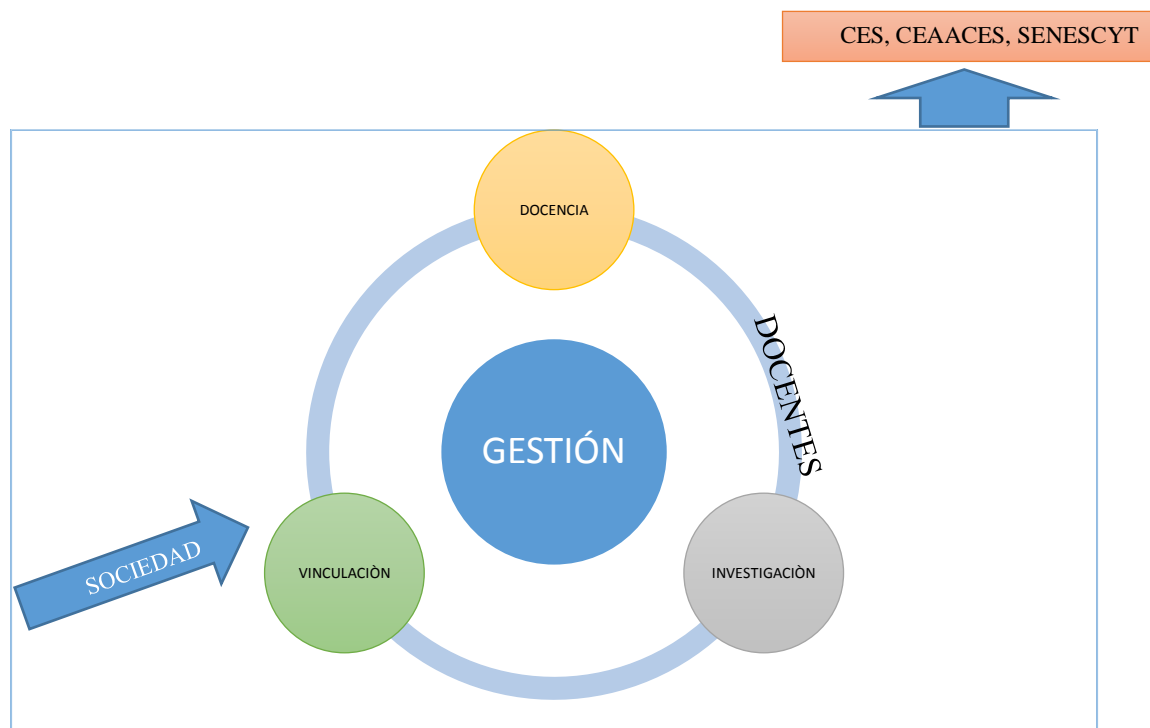 CES, CEAACES, SENESCYT
DOCENCIA
DOCENTES
GESTIÓN
SOCIEDAD
VINCULACIÒN
INVESTIGACIÒN